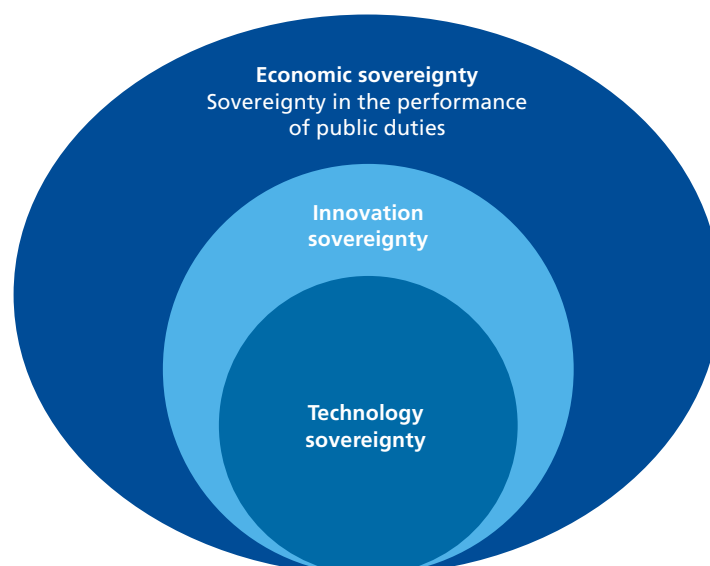 Economic sovereignty
Sovereignty in the performance
of public duties
Innovation
sovereignty
Technology
sovereignty